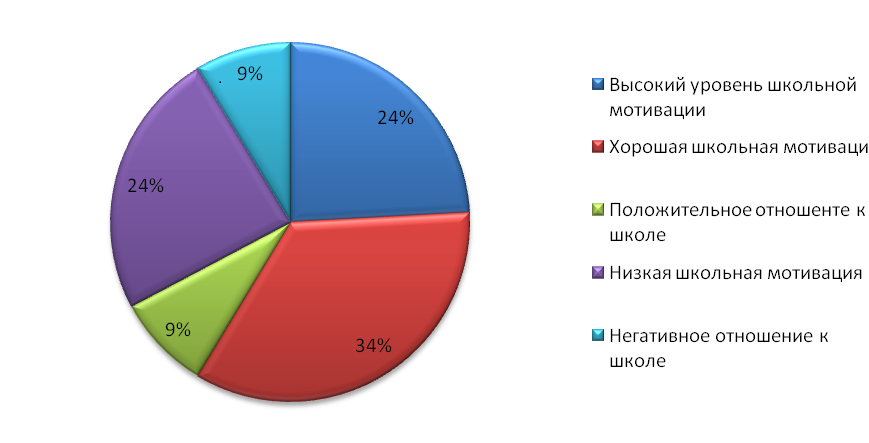 9%
24%
24%
9%
34%
Высокий уровень школьной
мотивации
Хорошая школьная мотиваци
Положительное отношенте к
школе
Низкая школьная мотивация
Негативное отношение к
школе